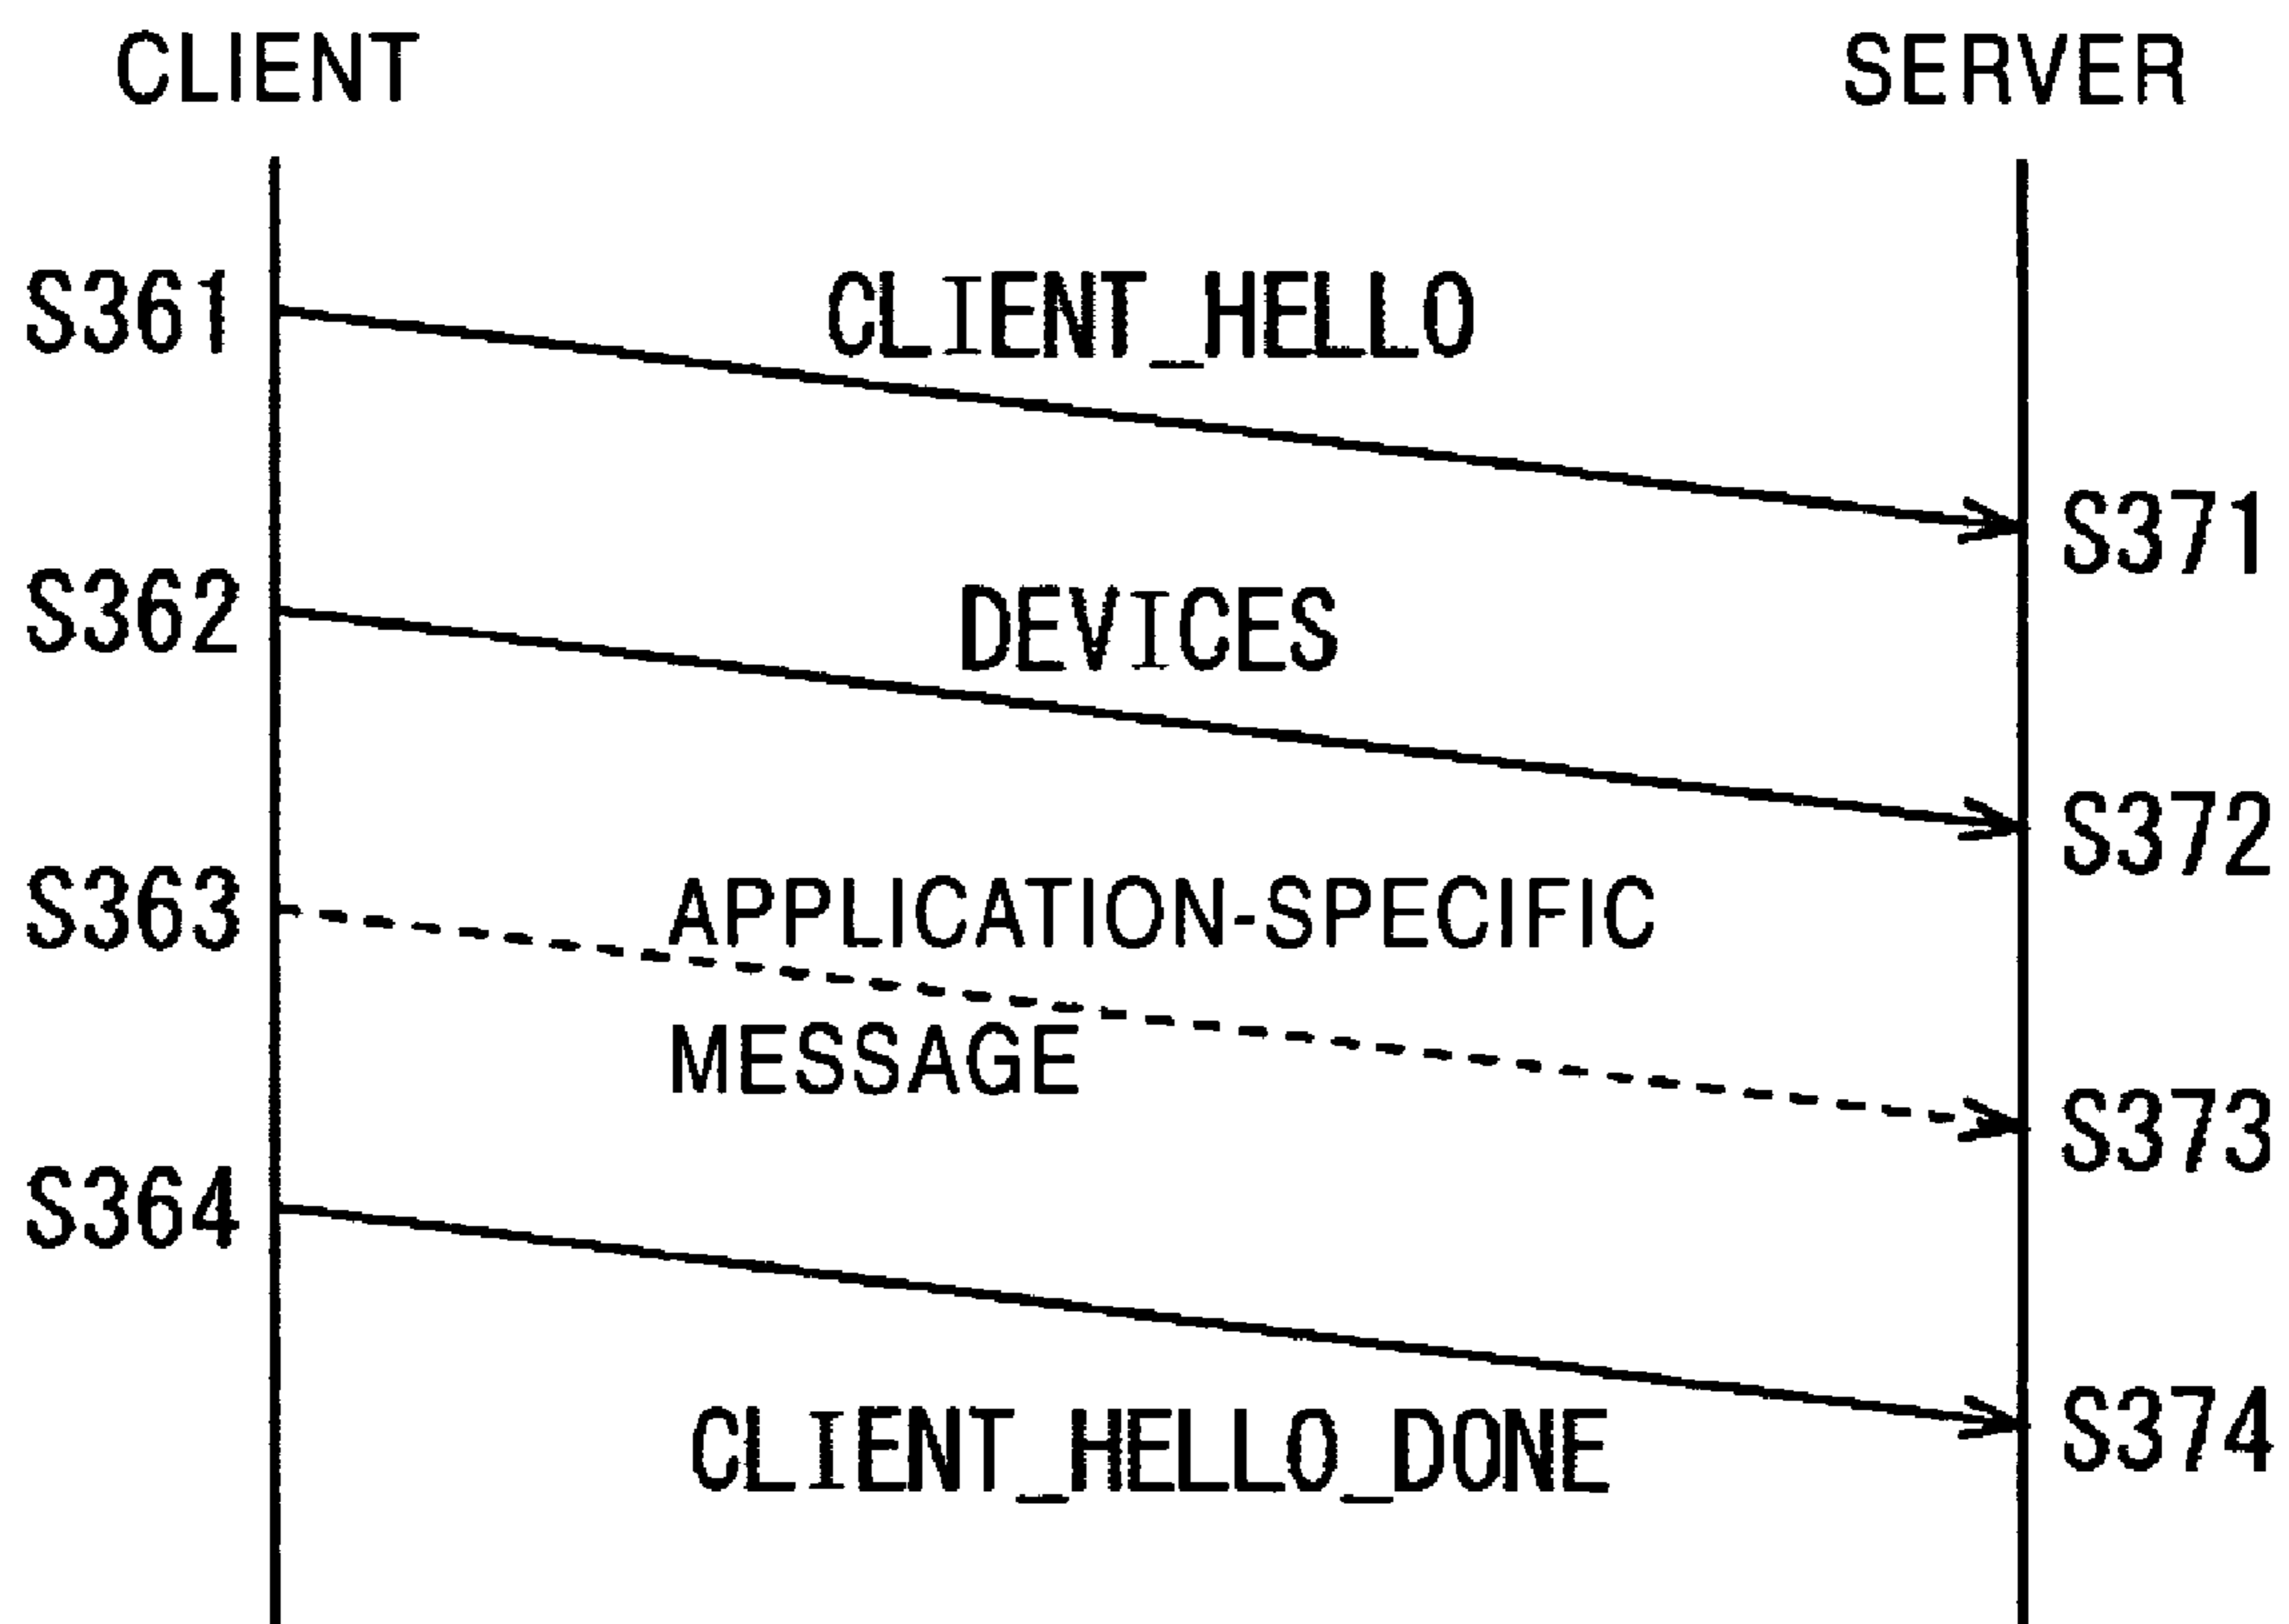 CLIENT SERVER
S361 CLIENT_HELLO
S371
S362 DEVICES
S372
S363 APPLICATION-SPECIFIC
MESSAGE
S373
S364
S374
CLIENT_HELLO_DONE